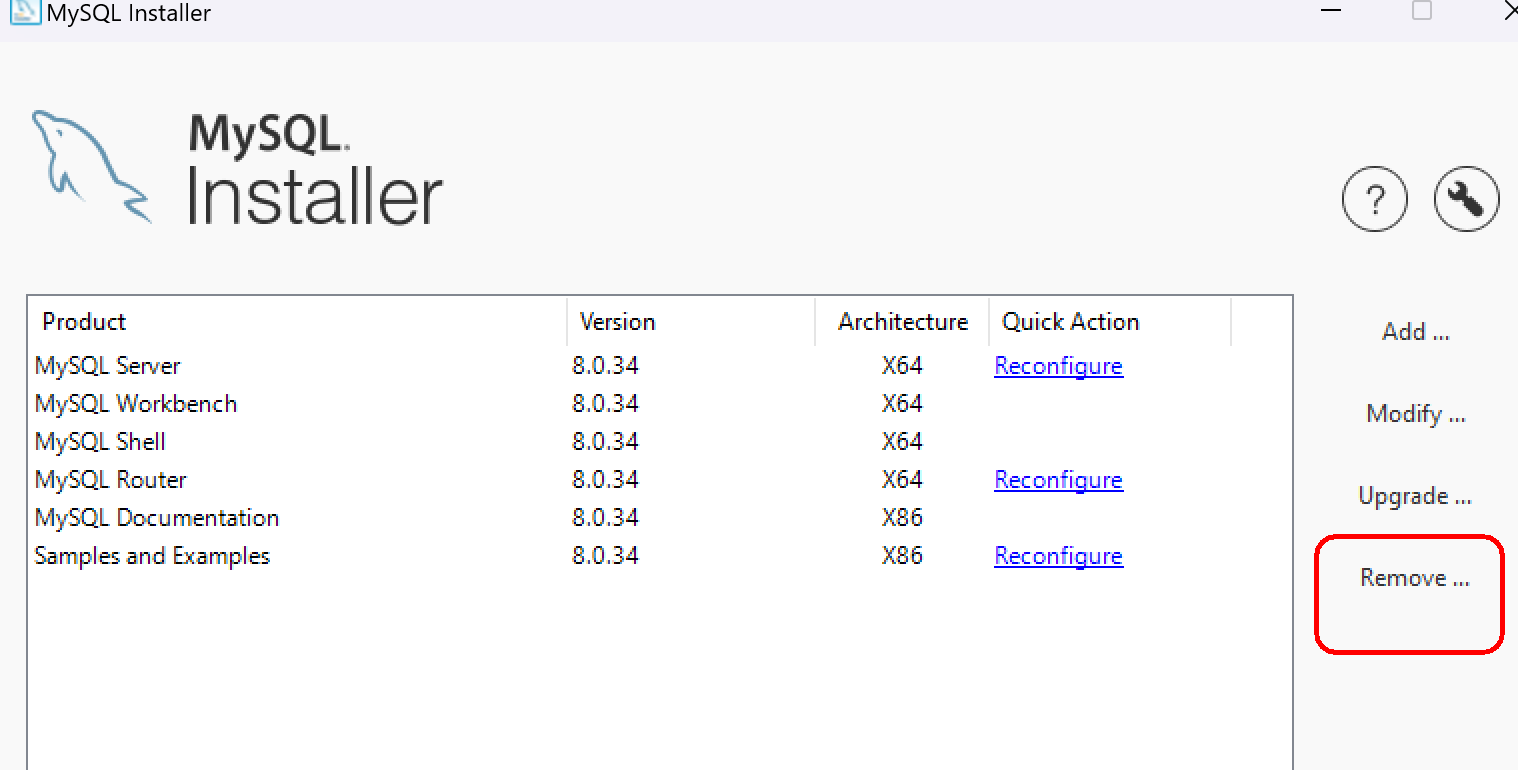 MySQL Installer
MySQL.
Installer
?
Product Version Architecture Quick Action
MySQL Server 8.0.34 X64 Reconfigure
MySQL Workbench 8.0.34 X64
MySQL Shell 8.0.34 X64
MySQL Router 8.0.34 X64 Reconfigure
MySQL Documentation 8.0.34 X86
Samples and Examples 8.0.34 X86 Reconfigure
Add ...
Modify ...
Upgrade ...
Remove ...